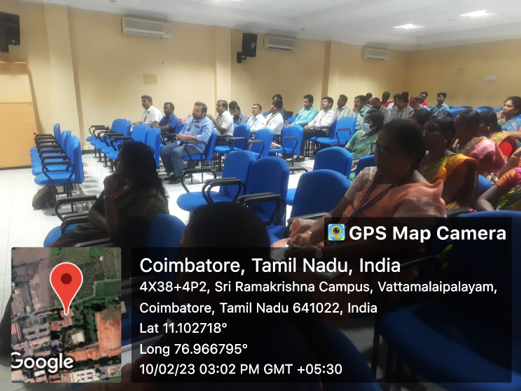 GPS Map Camera
Coimbatore, Tamil Nadu, India
4X38+4P2, Sri Ramakrishna Campus, Vattamalaipalayam,
Coimbatore, Tamil Nadu 641022, India
Lat 11.102718°
Long 76.966795°
10/02/23 03:02 PM GMT +05:30
Google